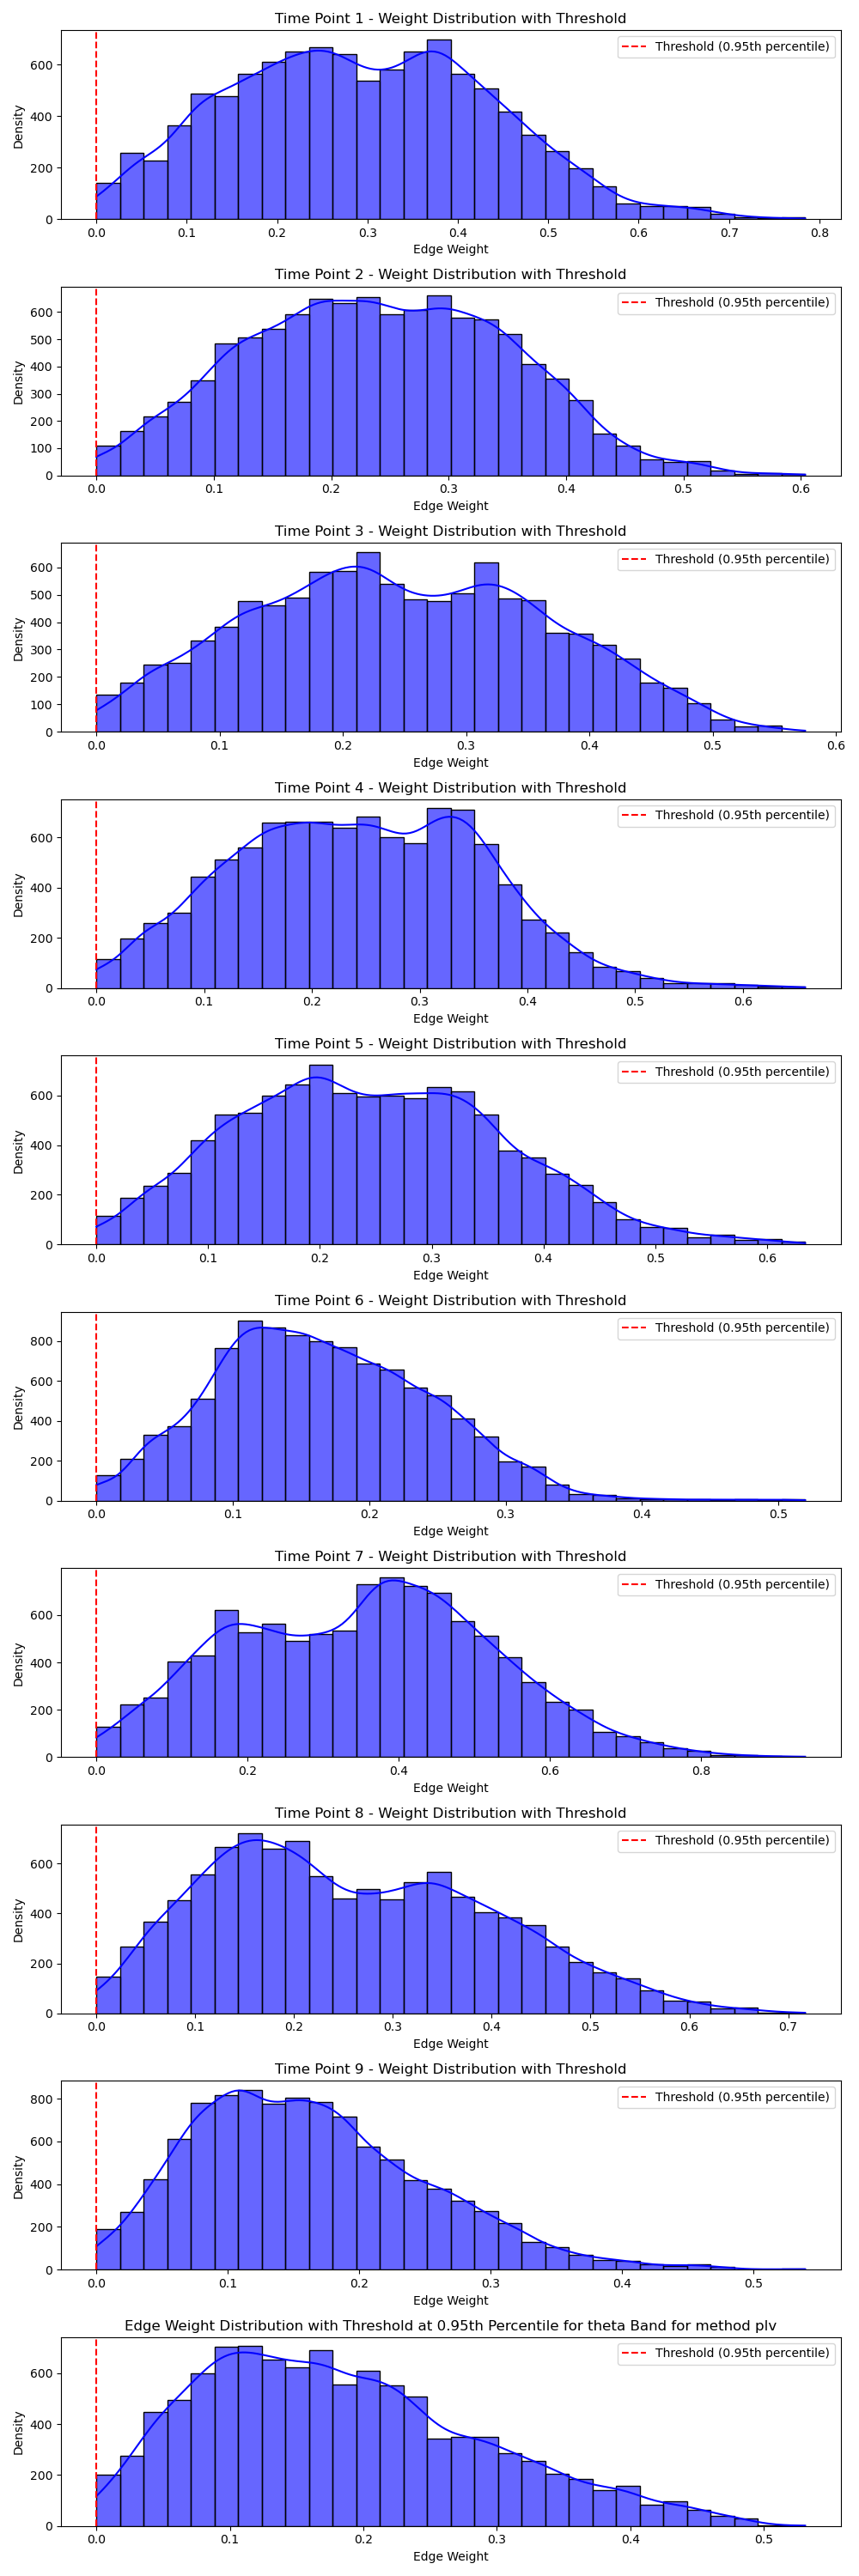 Time Point 1 - Weight Distribution with Threshold
Threshold (0.95th percentile)
Density
600
400
200
0
0.0 0.1 0.2 0.3 0.4 0.5 0.6 0.7 0.8
Edge Weight
Time Point 2 - Weight Distribution with Threshold
Threshold (0.95th percentile)
Density
600
500
400
300
200
100
0
0.0 0.1 0.2 0.3 0.4 0.5 0.6
Edge Weight
Time Point 3 - Weight Distribution with Threshold
Threshold (0.95th percentile)
Density
600
500
400
300
200
100
0
0.0 0.1 0.2 0.3 0.4 0.5 0.6
Edge Weight
Time Point 4 - Weight Distribution with Threshold
Threshold (0.95th percentile)
Density
600
400
200
0
0.0 0.1 0.2 0.3 0.4 0.5 0.6
Edge Weight
Time Point 5 - Weight Distribution with Threshold
Threshold (0.95th percentile)
Density
600
400
200
0
0.0 0.1 0.2 0.3 0.4 0.5 0.6
Edge Weight
Time Point 6 - Weight Distribution with Threshold
Threshold (0.95th percentile)
Density
800
600
400
200
0
0.0 0.1 0.2 0.3 0.4 0.5
Edge Weight
Time Point 7 - Weight Distribution with Threshold
Threshold (0.95th percentile)
Density
600
400
200
0
0.0 0.2 0.4 0.6 0.8
Edge Weight
Time Point 8 - Weight Distribution with Threshold
Threshold (0.95th percentile)
Density
600
400
200
0
0.0 0.1 0.2 0.3 0.4 0.5 0.6 0.7
Edge Weight
Time Point 9 - Weight Distribution with Threshold
Threshold (0.95th percentile)
Density
800
600
400
200
0
0.0 0.1 0.2 0.3 0.4 0.5
Edge Weight
Edge Weight Distribution with Threshold at 0.95th Percentile for theta Band for method plv
Threshold (0.95th percentile)
Density
600
400
200
0
0.0 0.1 0.2 0.3 0.4 0.5
Edge Weight